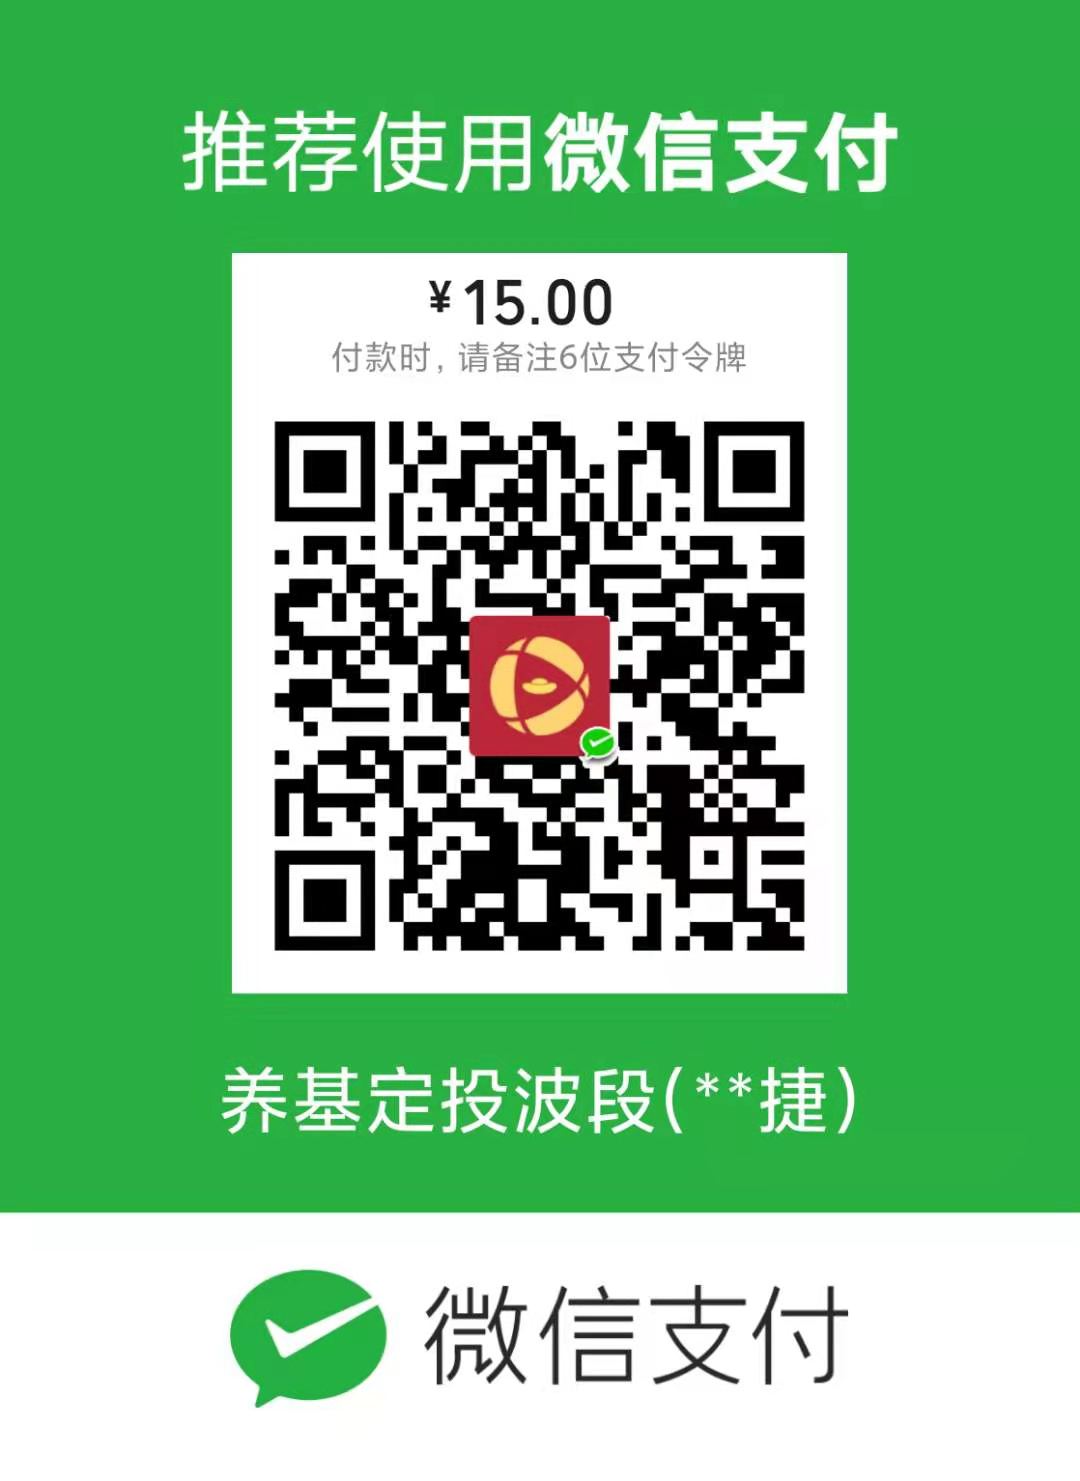 推荐使用微信支付
¥15.00
付款时, 请备注6位支付令牌
养基定投波段(**捷)
微信支付